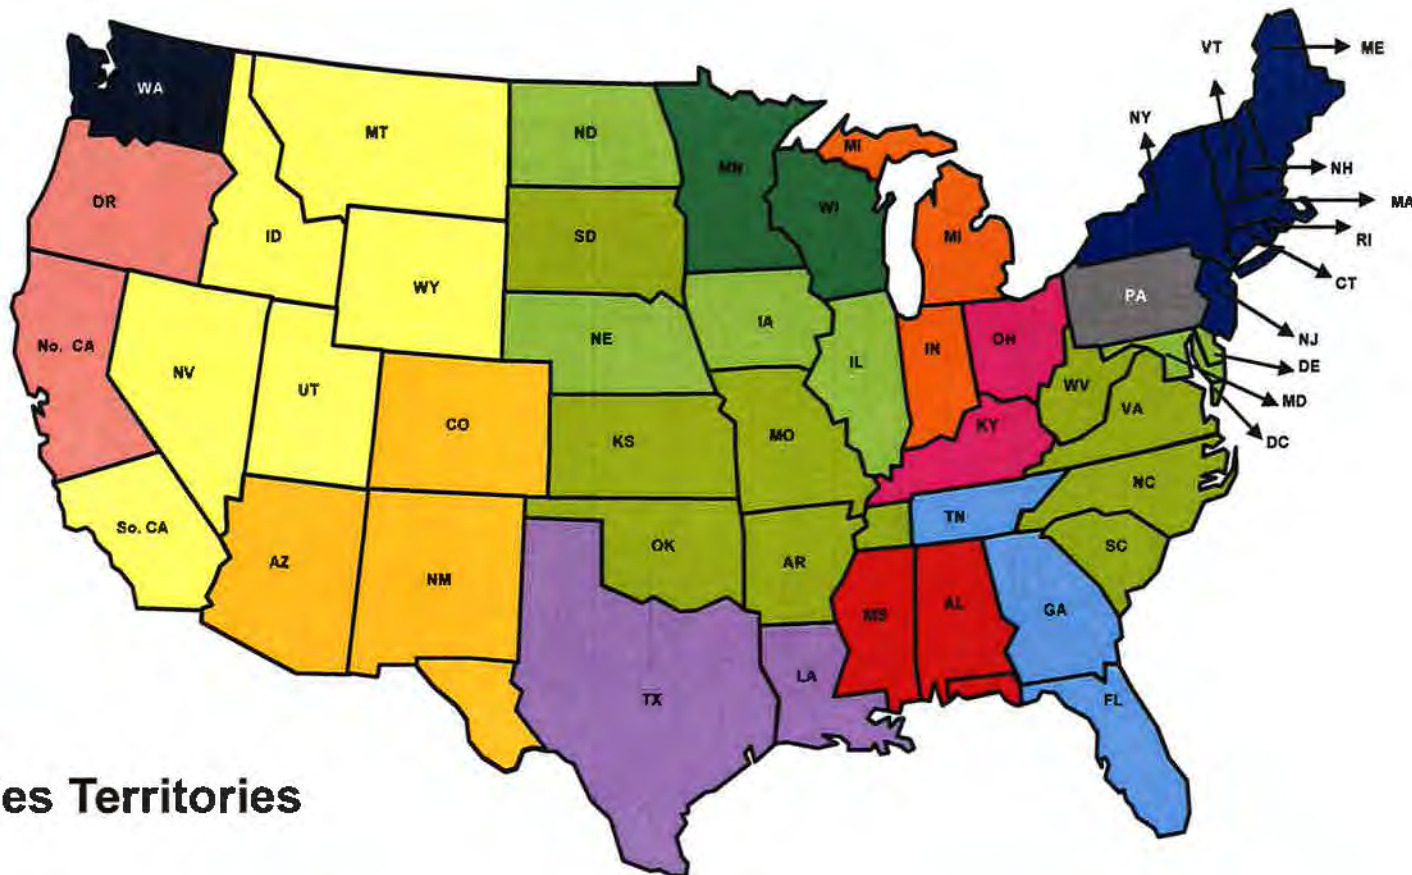 VT
ME
WA
NY
MT
ND
MI
MN
NH
DR
MA
WI
SD
ID
MI
RI
WY
CT
PA
IA
NE
No. CA
OH
NJ
IN
IL
NV
DE
UT
WV
MD
VA
CO
KY
MO
KS
DC
NC
TN
So. CA
OK
SC
AZ
AR
NM
AL
GA
MS
LA
TX
FL
es Territories